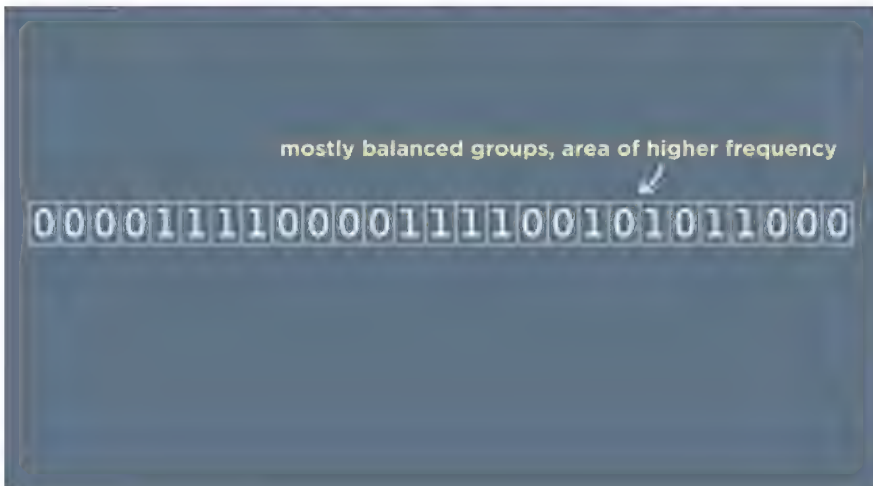 mostly balanced groups, area of higher frequency
000011110000111100101011000